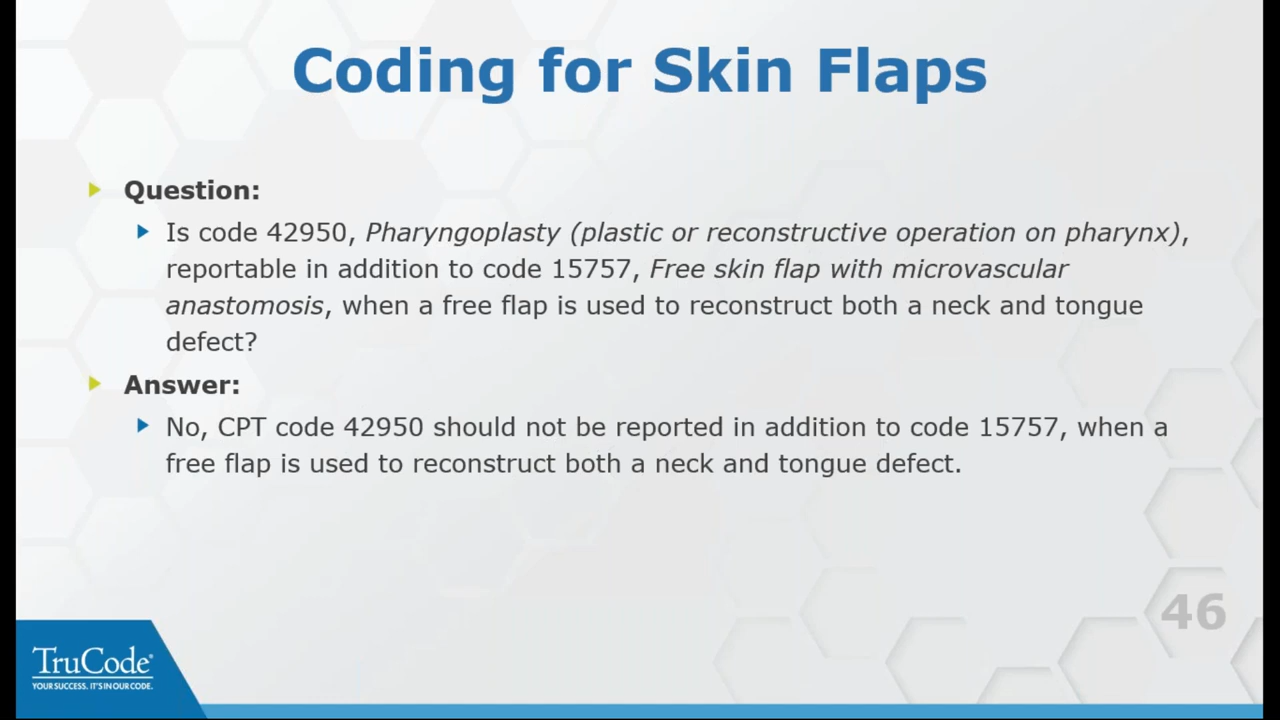 Coding for Skin Flaps
Question:
Is code 42950, Pharyngoplasty (plastic or reconstructive operation on pharynx),
reportable in addition to code 15757, Free skin flap with microvascular
anastomosis, when a free flap is used to reconstruct both a neck and tongue
defect?
Answer:
No, CPT code 42950 should not be reported in addition to code 15757, when a
free flap is used to reconstruct both a neck and tongue defect.
46
TruCode®
YOUR SUCCESS. IT'S IN OUR CODE.